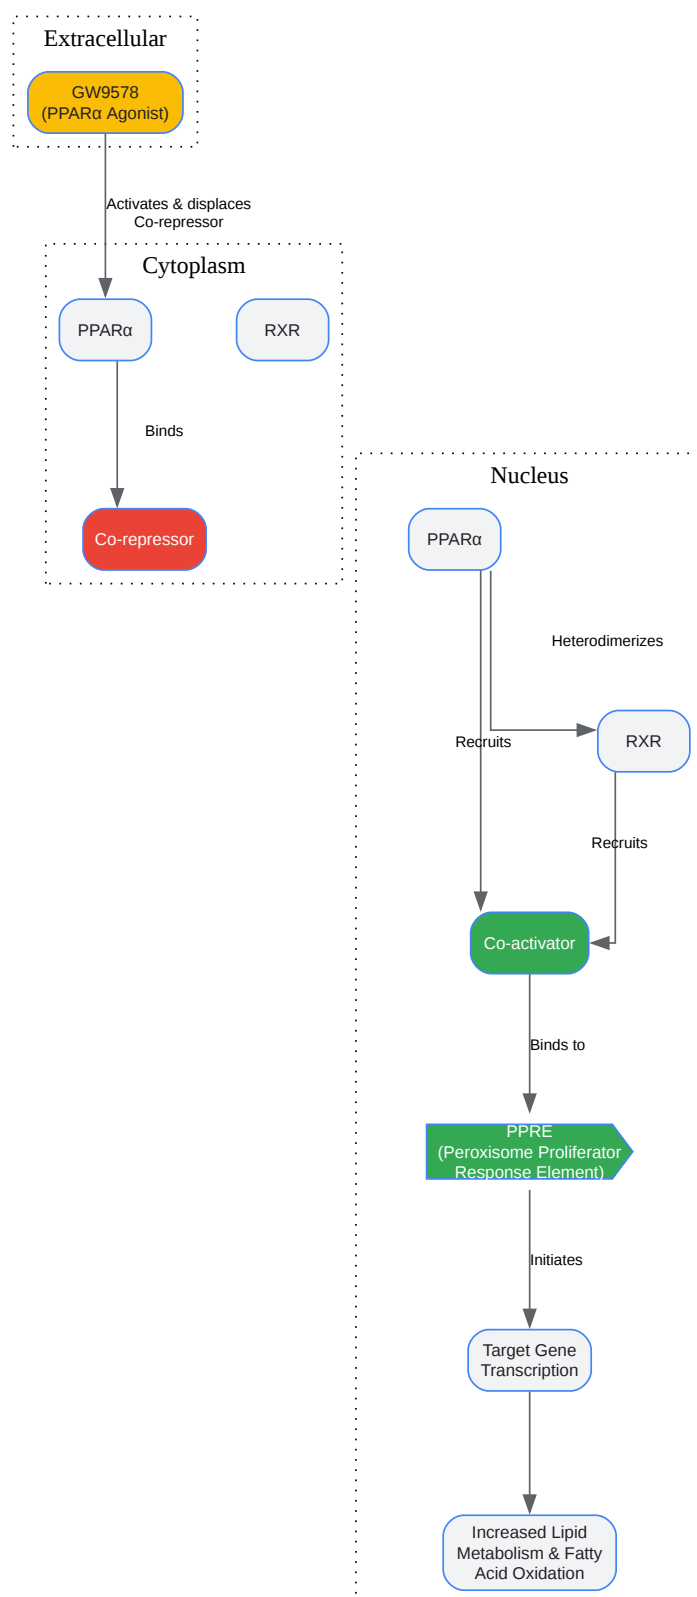 Extracellular
GW9578
(PPARα Agonist)
Activates & displaces
Co-repressor
Cytoplasm
PPARα
RXR
Binds
Co-repressor
Nucleus
PPARα
Heterodimerizes
RXR
Recruits
Recruits
Co-activator
Binds to
PPRE
(Peroxisome Proliferator
Response Element)
Initiates
Target Gene
Transcription
Increased Lipid
Metabolism & Fatty
Acid Oxidation